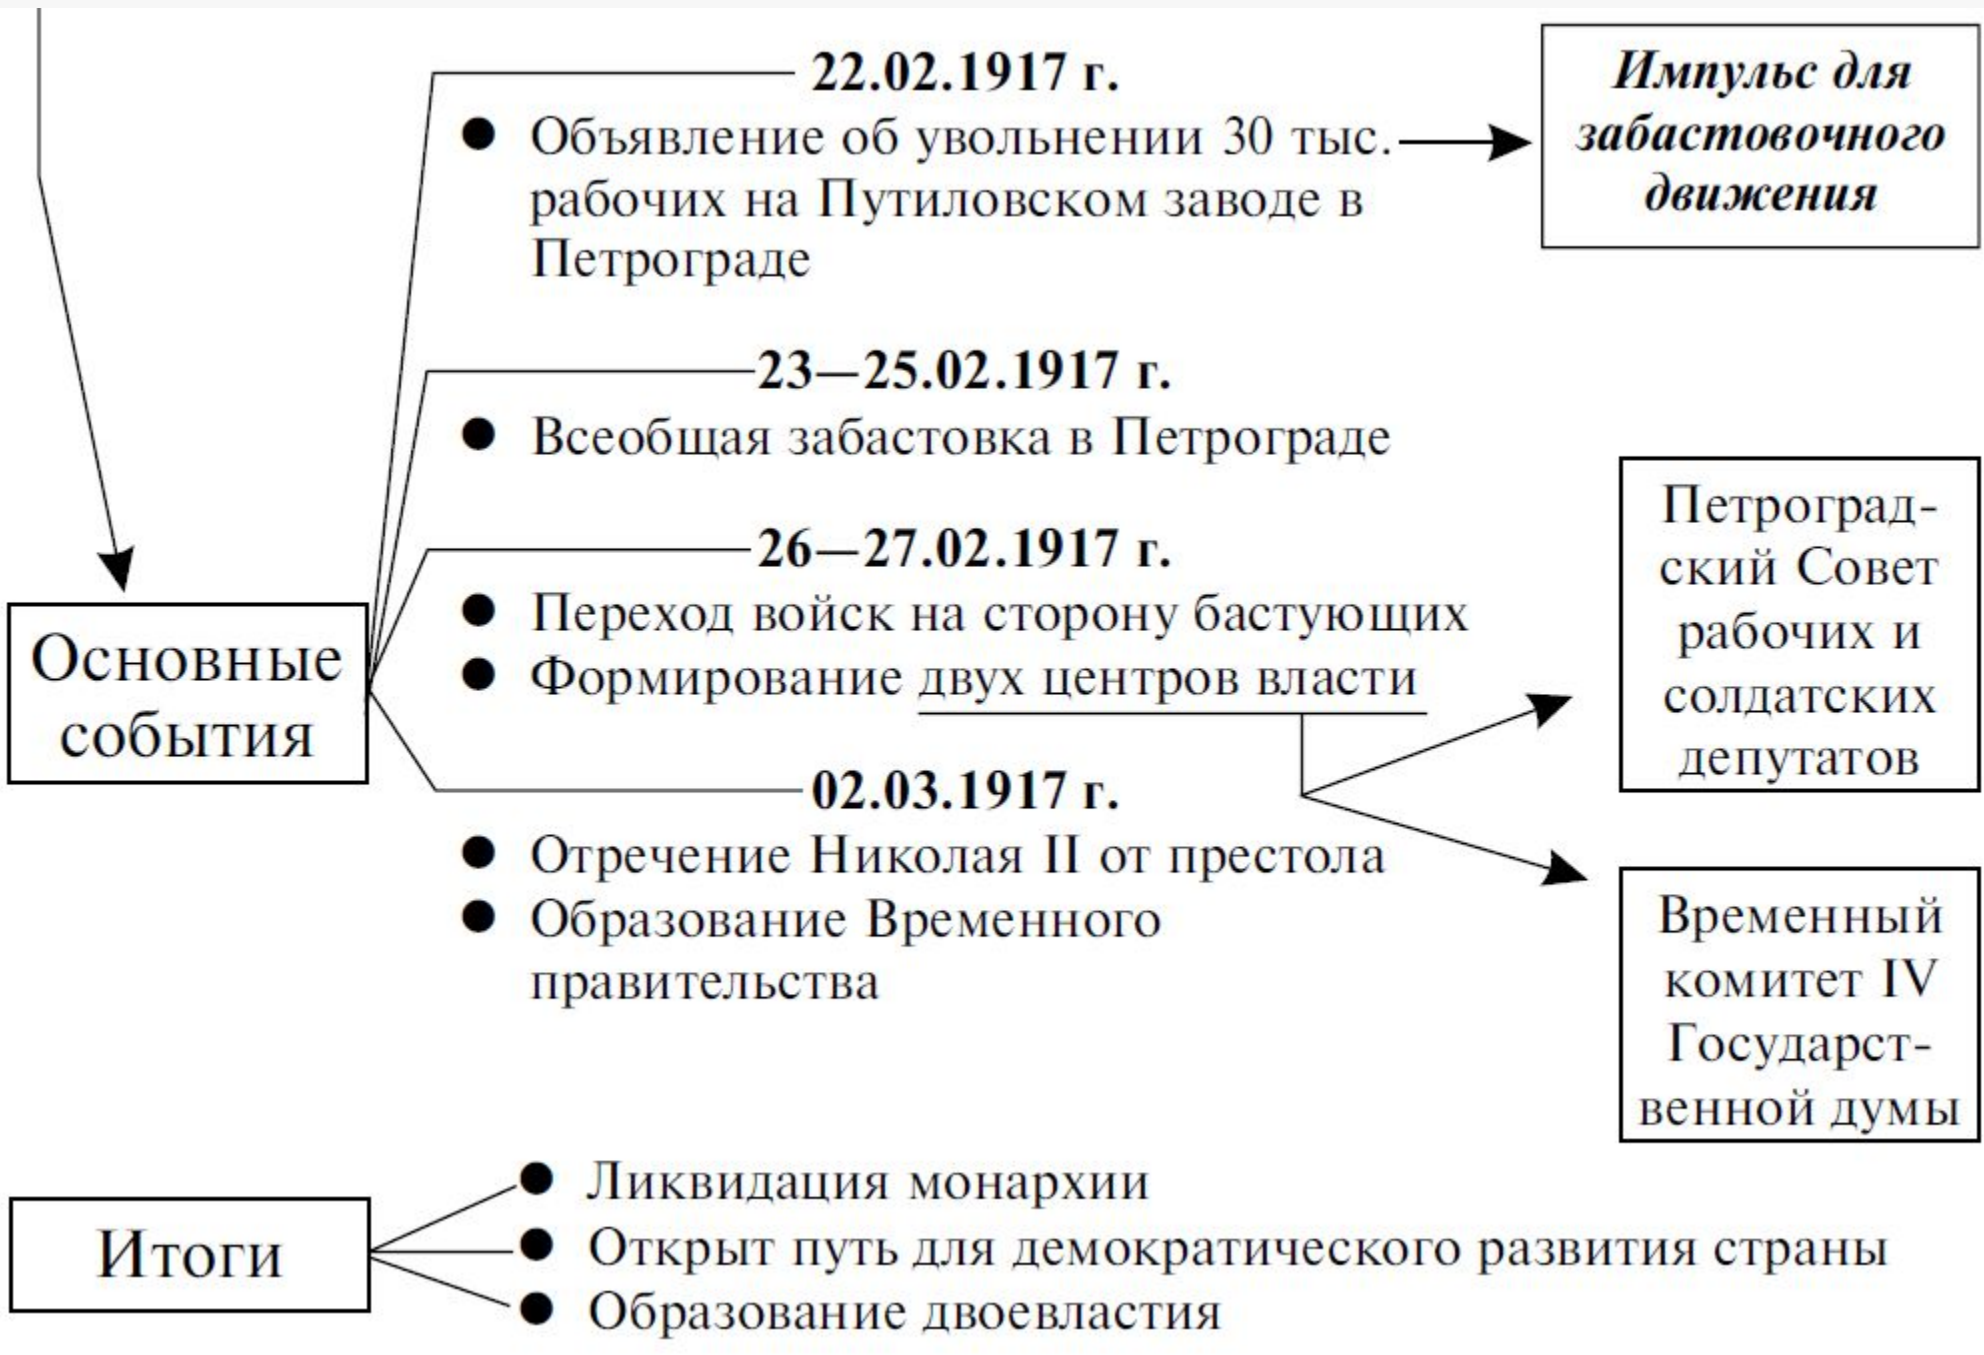 22.02.1917 г.
● Объявление об увольнении 30 тыс.
рабочих на Путиловском заводе в
Петрограде
Импульс для
забастовочного
движения
23—25.02.1917 г.
● Всеобщая забастовка в Петрограде
26—27.02.1917 г.
● Переход войск на сторону бастующих
● Формирование двух центров власти
Петроград-
ский Совет
рабочих и
солдатских
депутатов
Основные
события
02.03.1917 г.
● Отречение Николая II от престола
● Образование Временного
правительства
Временный
комитет IV
Государст-
венной думы
Итоги
● Ликвидация монархии
● Открыт путь для демократического развития страны
● Образование двоевластия